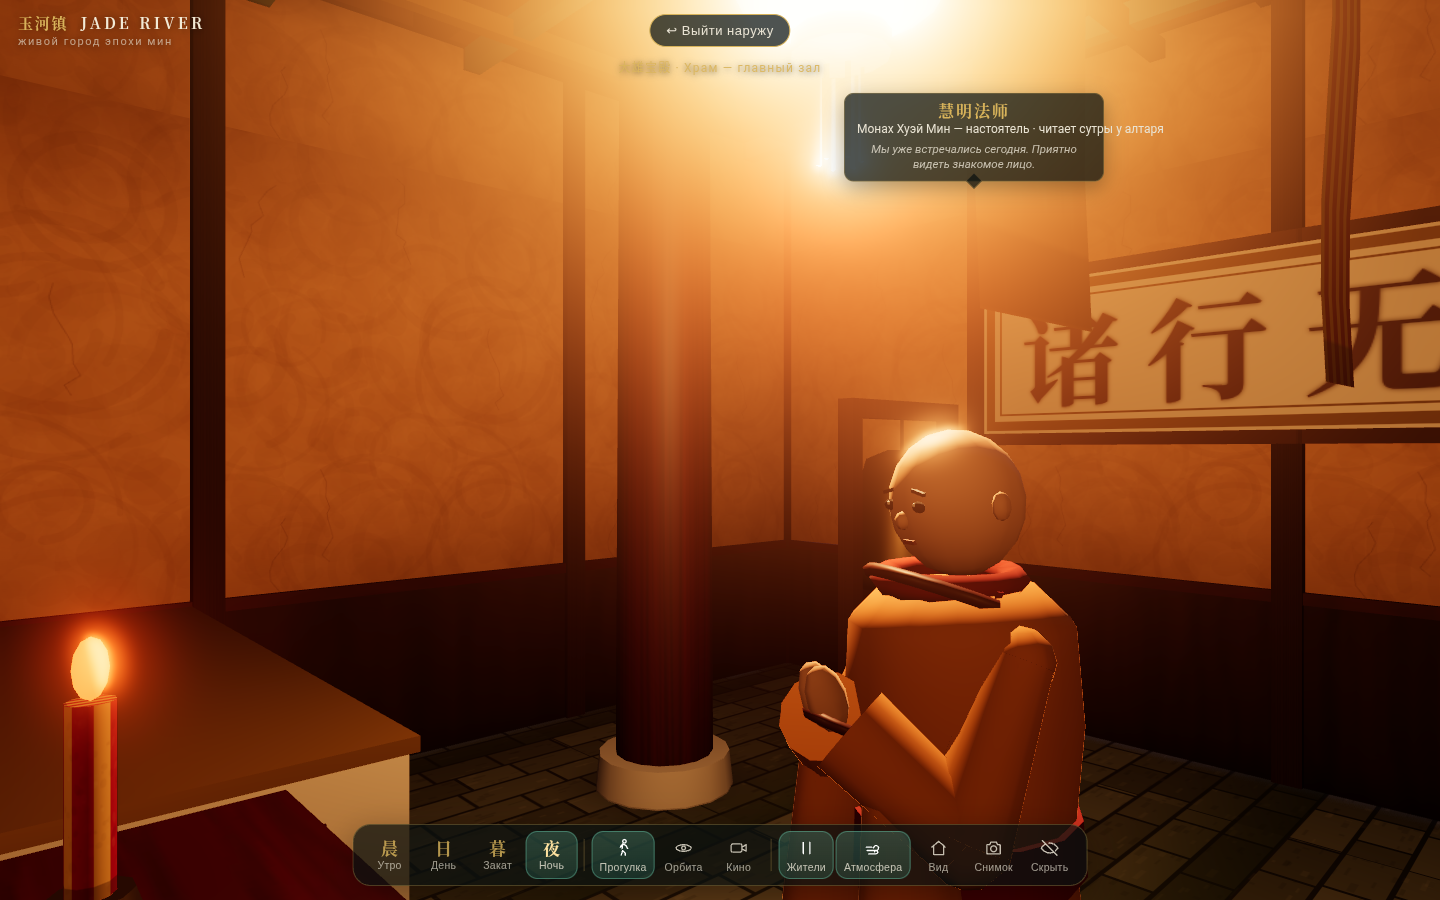 玉河镇 JADE RIVER
живой город эпохи мин
↩ Выйти наружу
· Храм — главный зал
慧明法师
Монах Хуэй Мин — настоятель · читает сутры у алтаря
Мы уже встречались сегодня. Приятно
видеть знакомое лицо.
诸行无
晨 日 暮 夜
Утро День Закат Ночь Прогулка Орбита Кино Жители Атмосфера Вид Снимок Скрыть